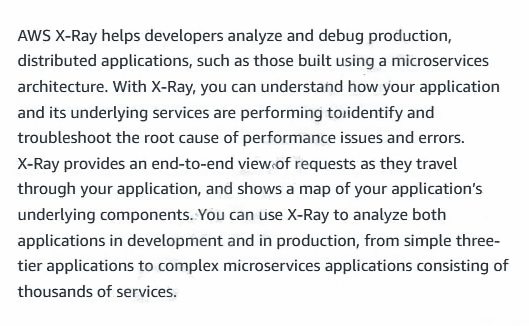 AWS X-Ray helps developers analyze and debug production,
distributed applications, such as those built using a microservices
architecture. With X-Ray, you can understand how your application
and its underlying services are performing to identify and
troubleshoot the root cause of performance issues and errors.
X-Ray provides an end-to-end view of requests as they travel
through your application, and shows a map of your application's
underlying components. You can use X-Ray to analyze both
applications in development and in production, from simple three-
tier applications to complex microservices applications consisting of
thousands of services.